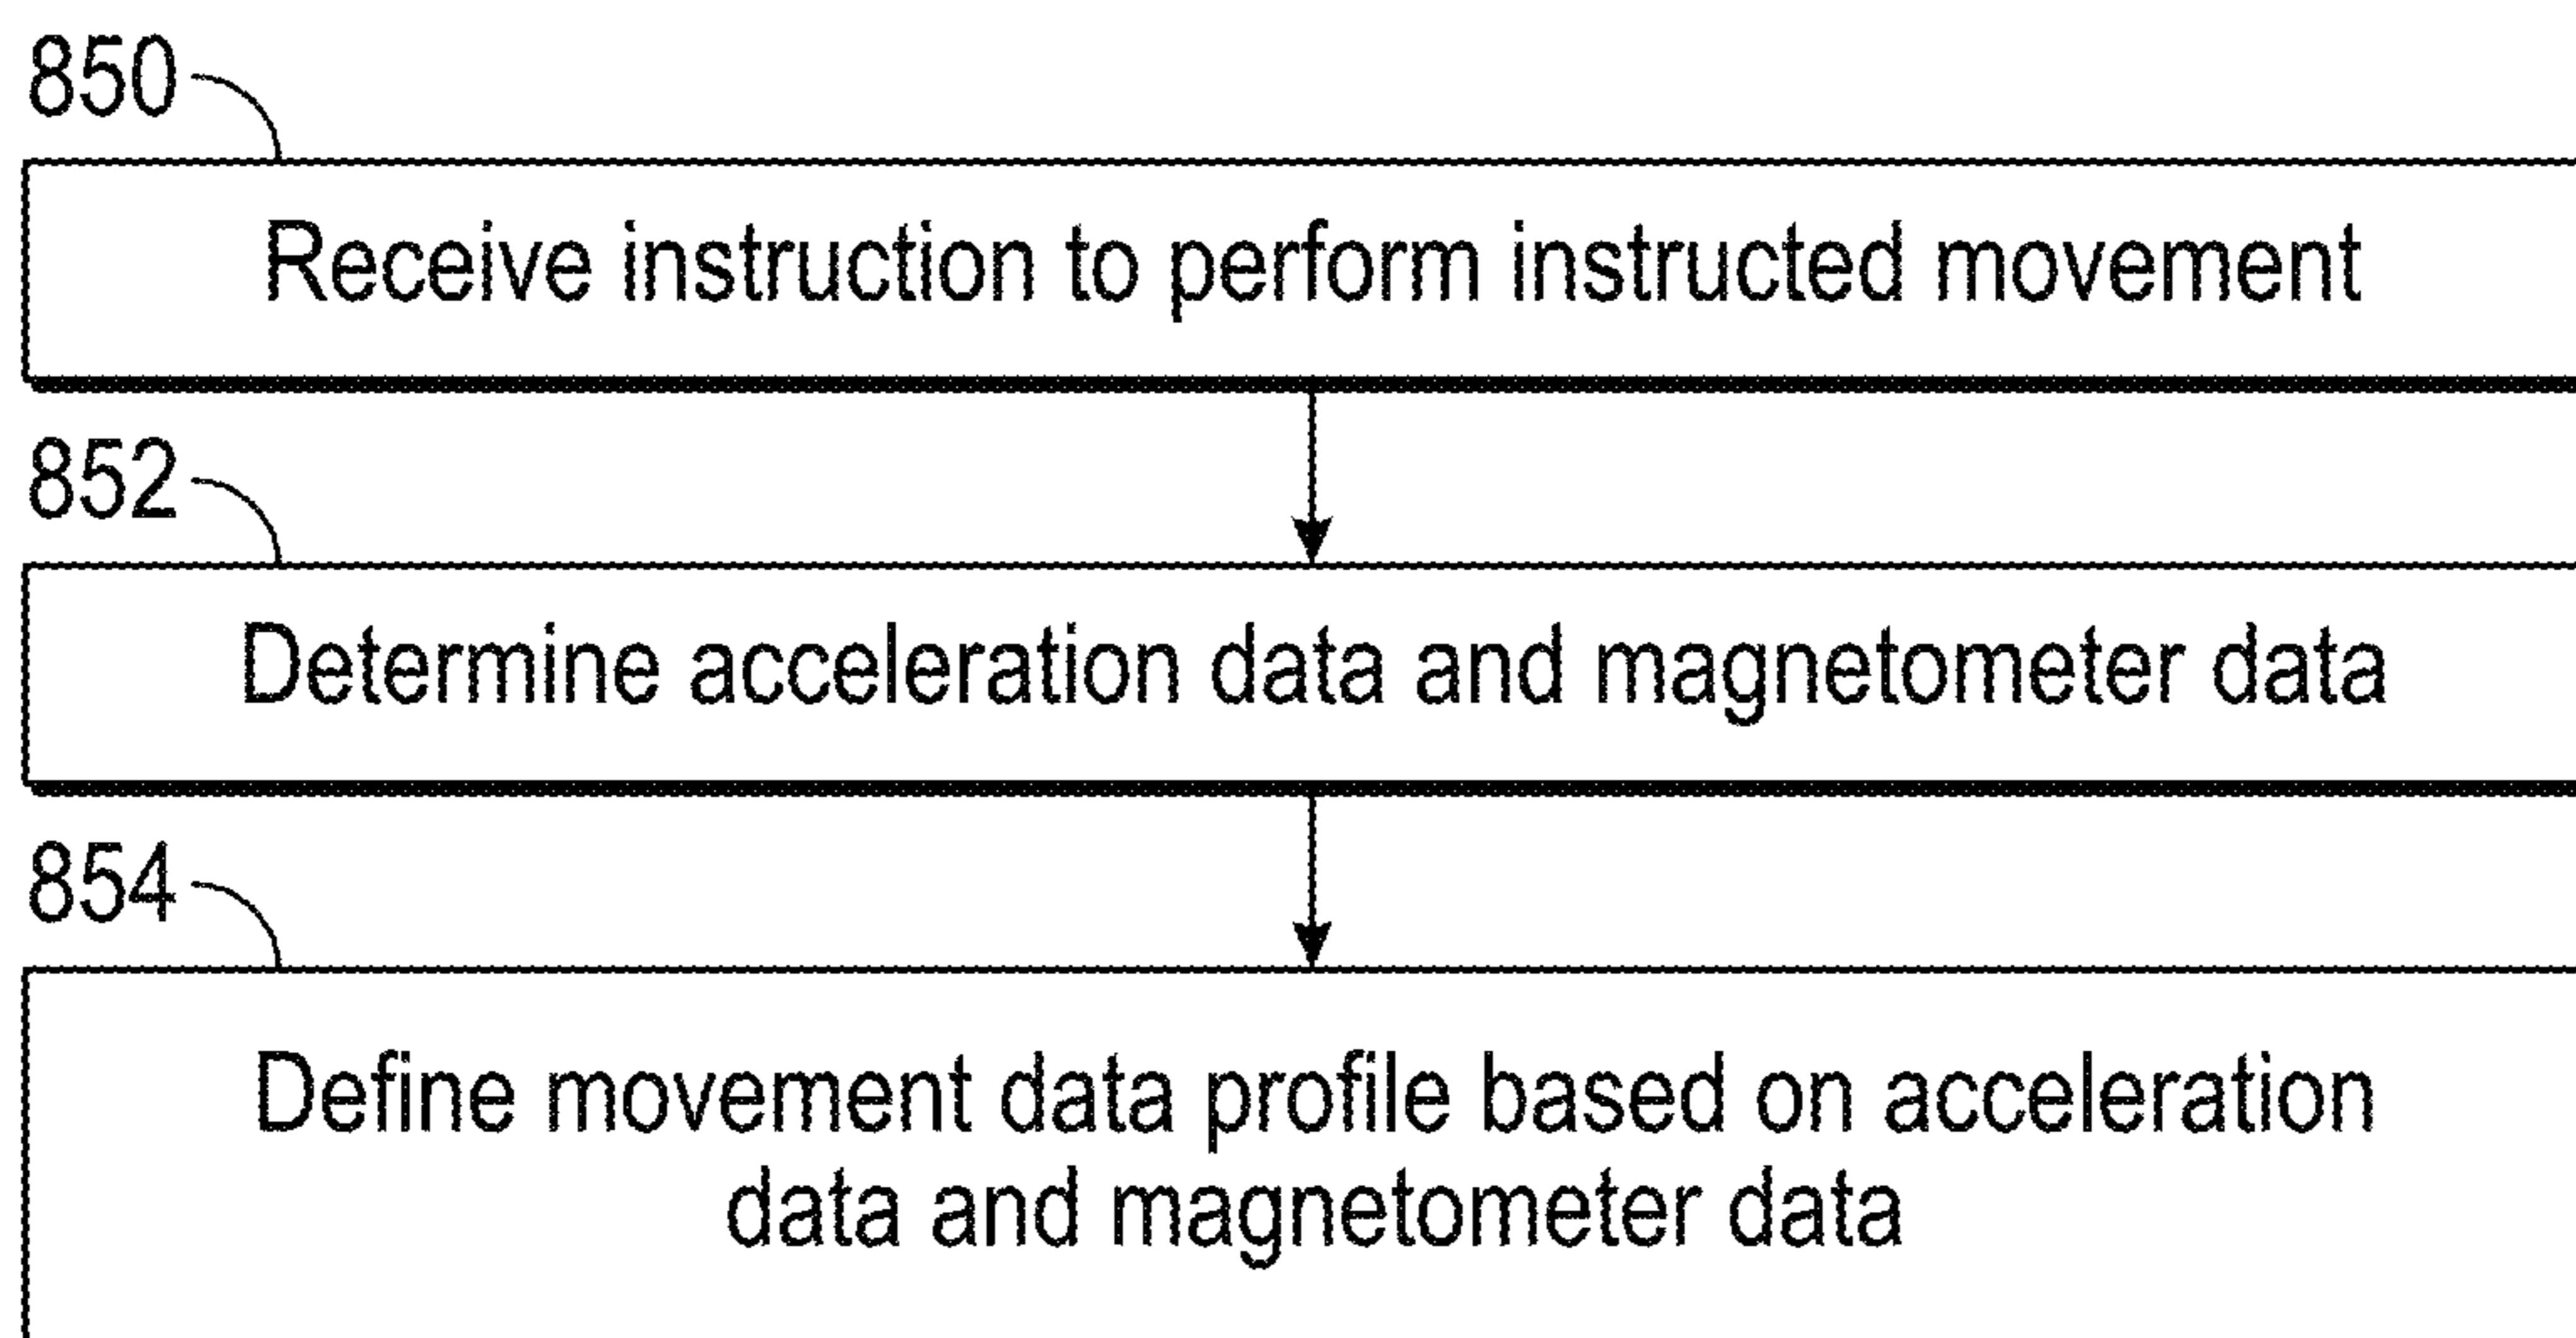 850
Receive instruction to perform instructed movement
852
Determine acceleration data and magnetometer data
854
Define movement data profile based on acceleration
data and magnetometer data